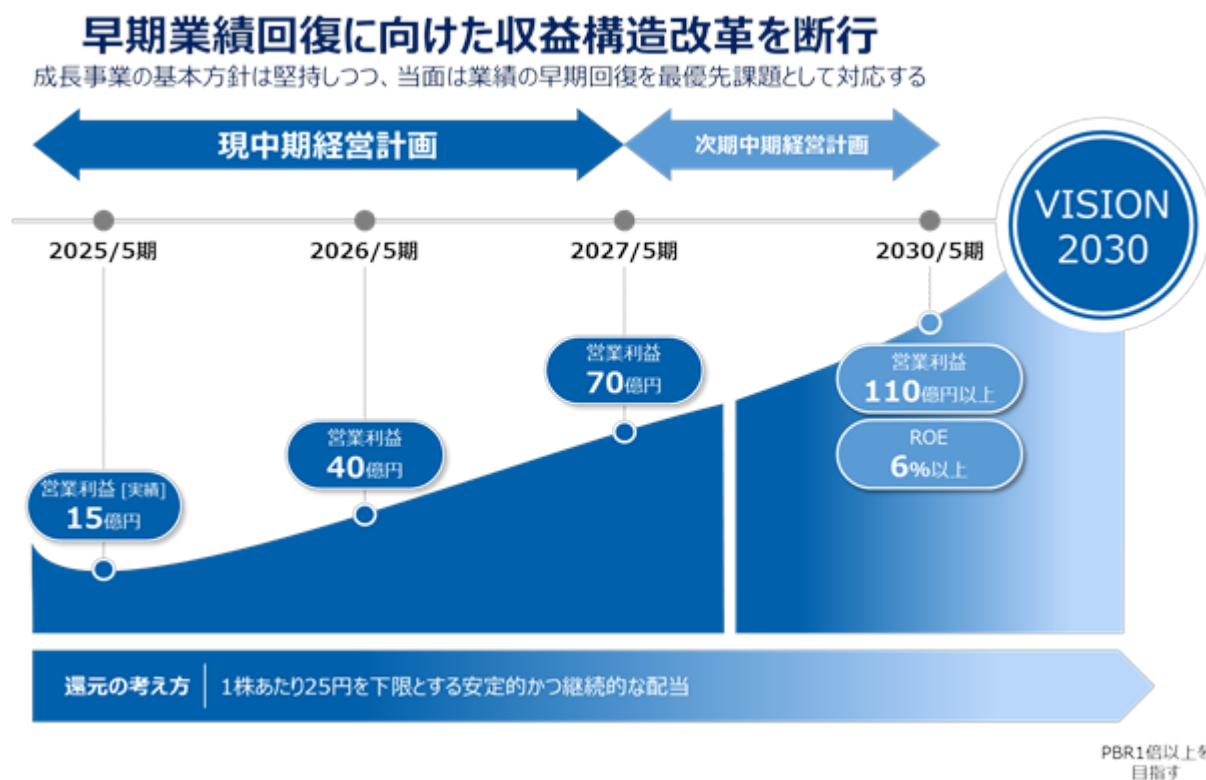 早期業績回復に向けた収益構造改革を断行
成長事業の基本方針は堅持しつつ、当面は業績の早期回復を最優先課題として対応する
現中期経営計画
次期中期経営計画
VISION
2030
2025/5期
2026/5期
2027/5期
2030/5期
営業利益 [実績]
15億円
営業利益
40億円
営業利益
70億円
営業利益
110億円以上
ROE
6%以上
還元の考え方
1株あたり25円を下限とする安定的かつ継続的な配当
PBR1倍以上を
目指す